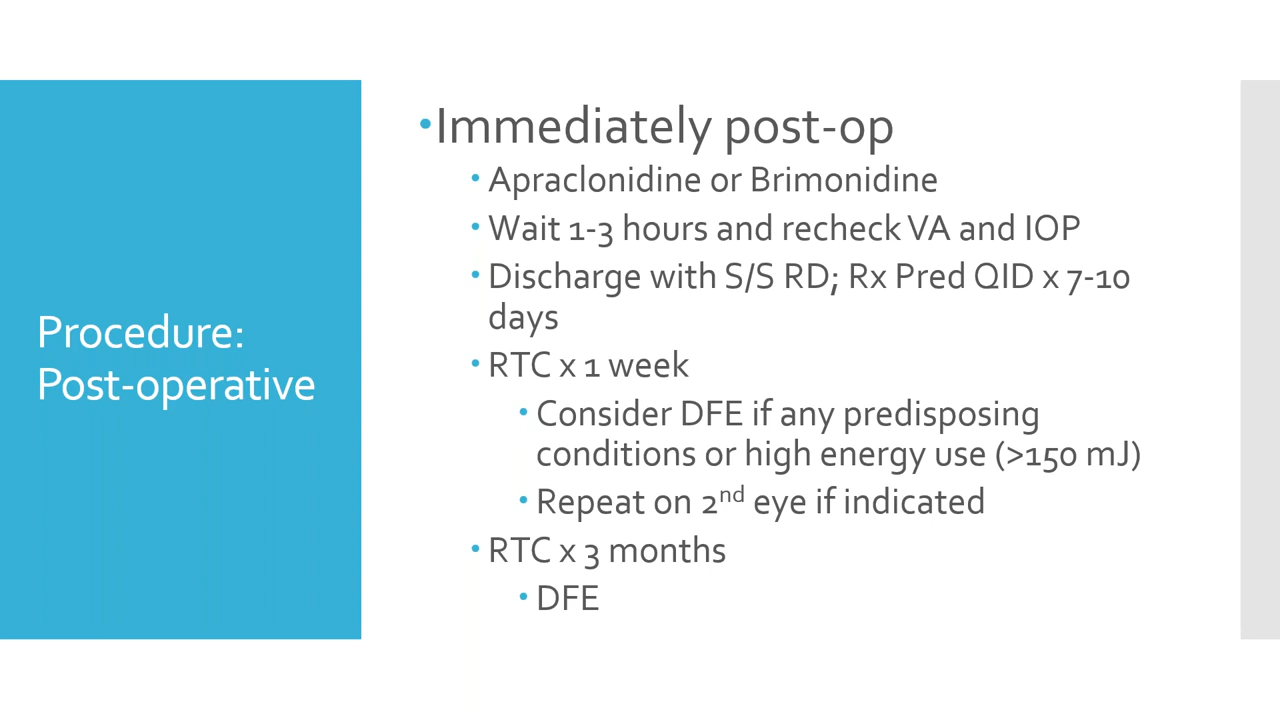 Procedure:
Post-operative
•Immediately post-op
• Apraclonidine or Brimonidine
• Wait 1-3 hours and recheck VA and IOP
• Discharge with S/S RD; Rx Pred QID x 7-10
days
• RTC x 1 week
• Consider DFE if any predisposing
conditions or high energy use (>150 mJ)
• Repeat on 2nd eye if indicated
• RTC x 3 months
• DFE